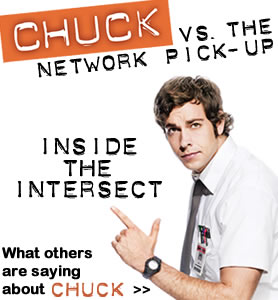 CHUCK VS. THE
NETWORK PICK-UP
INSIDE
THE
INTERSECT
What others
are saying
about CHUCK >>